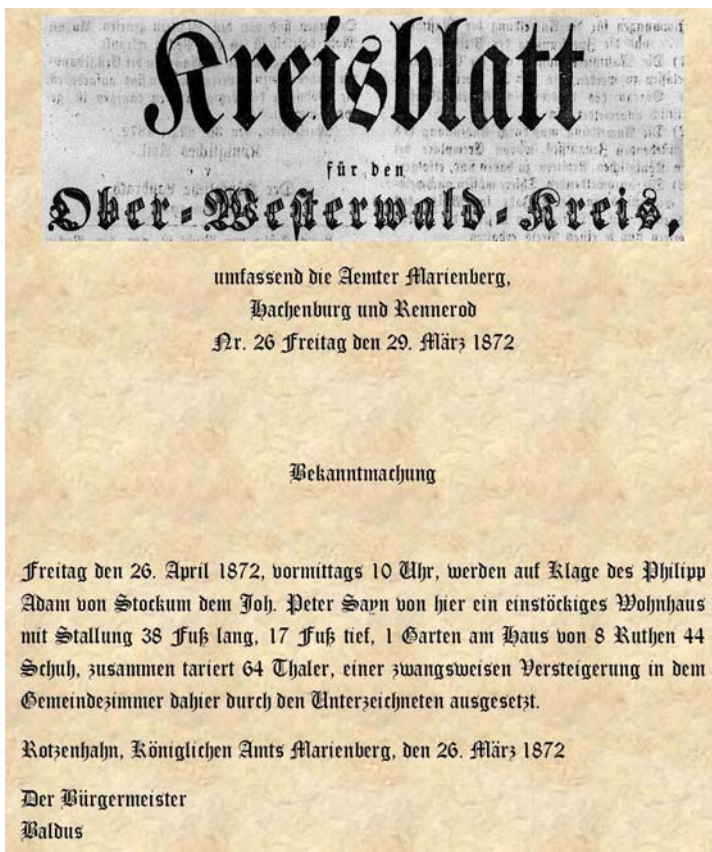 Kreisblatt
für den
Ober-Westerwald-Kreis,
umfassend die Aemter Marienberg,
Hachenburg und Rennerod
Nr. 26 Freitag den 29. März 1872
Bekanntmachung
Freitag den 26. April 1872, vormittags 10 Uhr, werden auf Klage des Philipp
Adam von Stockum dem Joh. Peter Sayn von hier ein einstöckiges Wohnhaus
mit Stallung 38 Fuß lang, 17 Fuß tief, 1 Garten am Haus von 8 Ruthen 44
Schuh, zusammen tariert 64 Thaler, einer zwangsweisen Versteigerung in dem
Gemeindezimmer dahier durch den Unterzeichneten ausgesetzt.
Rotzenhahn, Königlichen Amts Marienberg, den 26. März 1872
Der Bürgermeister
Baldus